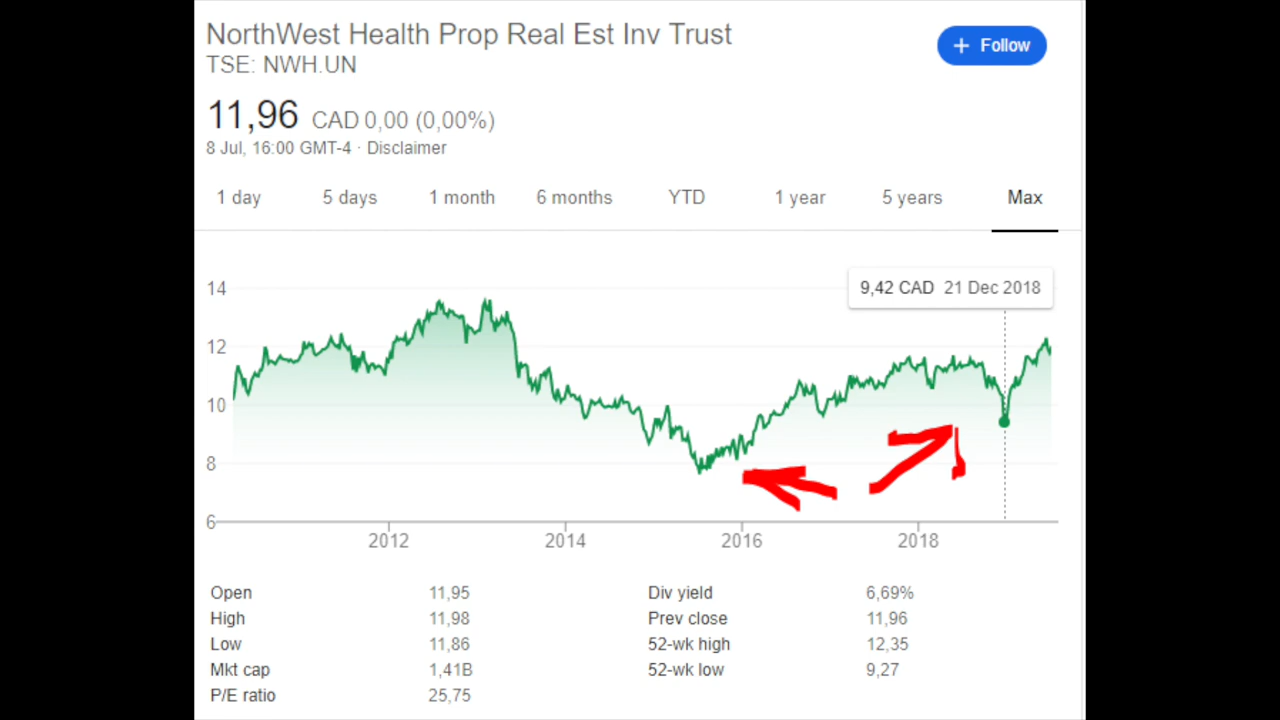 NorthWest Health Prop Real Est Inv Trust
TSE: NWH.UN
+ Follow
11,96 CAD 0,00 (0,00%)
8 Jul, 16:00 GMT-4 · Disclaimer
1 day 5 days 1 month 6 months YTD 1 year 5 years Max
9,42 CAD 21 Dec 2018
14
12
10
8
6
2012 2014 2016 2018
Open 11,95 Div yield 6,69%
High 11,98 Prev close 11,96
Low 11,86 52-wk high 12,35
Mkt cap 1,41B 52-wk low 9,27
P/E ratio 25,75